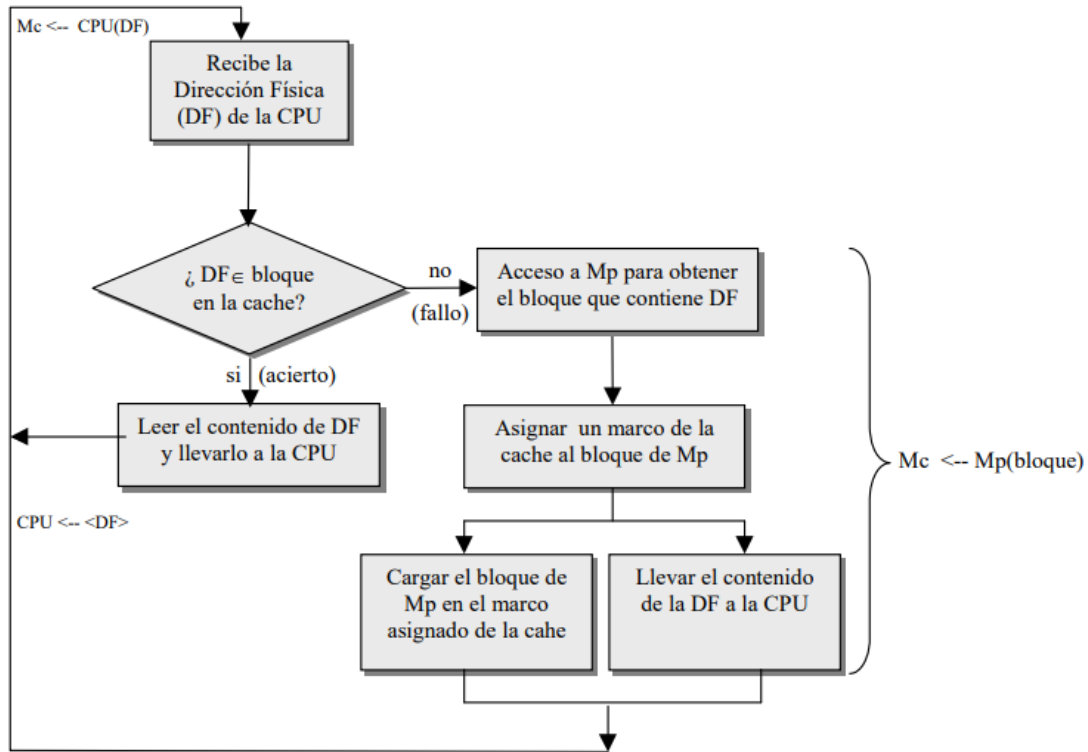 Mc <-- CPU(DF)
Recibe la
Dirección Física
(DF) de la CPU
¿ DF∈ bloque
en la cache?
no
(fallo)
Acceso a Mp para obtener
el bloque que contiene DF
si (acierto)
Leer el contenido de DF
y llevarlo a la CPU
Asignar un marco de la
cache al bloque de Mp
Mc <-- Mp(bloque)
CPU <-- <DF>
Cargar el bloque de
Mp en el marco
asignado de la cahe
Llevar el contenido
de la DF a la CPU